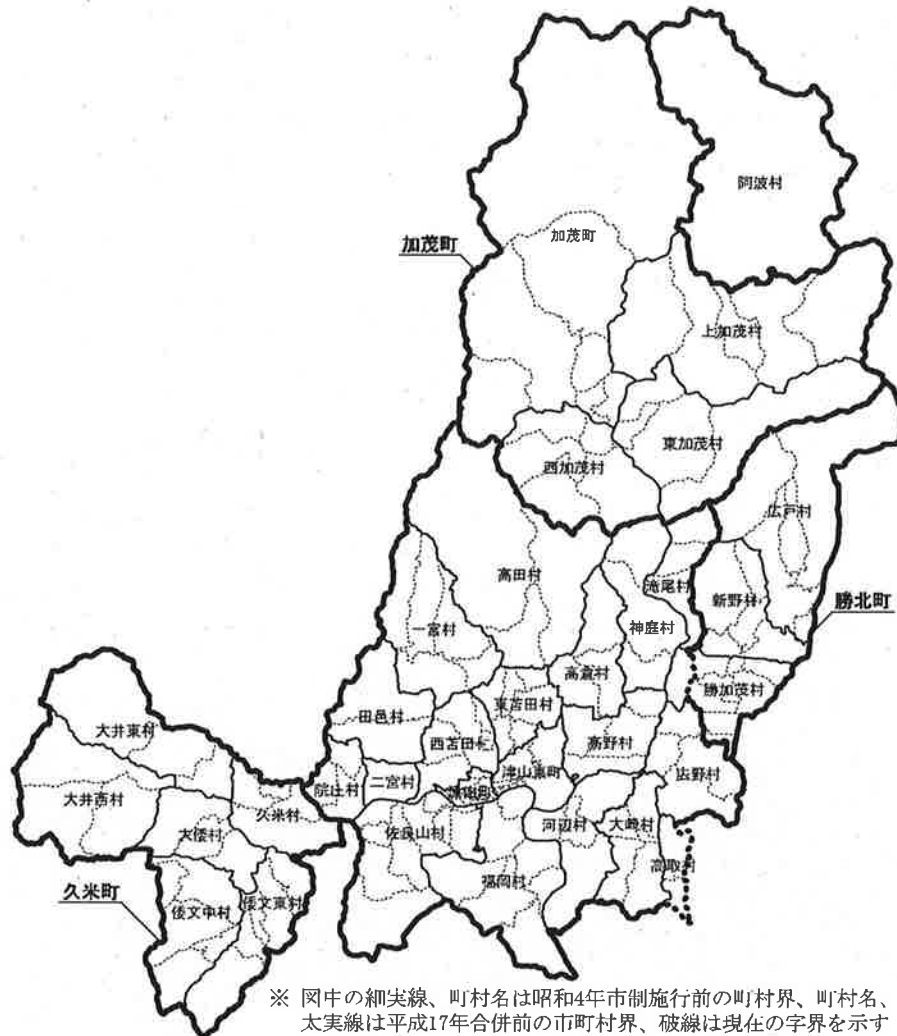 阿波村
加茂町
加茂町
上加茂村
東加茂村
西加茂村
広戸村
高田村
滝尾村
新野村
勝北町
神庭村
一宮村
高倉村
勝加茂村
東苫田村
田邑村
大井東村
西苫田村
高野村
津山東町
広野村
院庄村
二宮村
大井西村
久米村
河辺村
大崎村
大倭村
佐良山村
高取村
福岡村
久米町
倭文中村
倭文東村
※ 図中の細実線、町村名は昭和4年市制施行前の町村界、町村名、
太実線は平成17年合併前の市町村界、破線は現在の字界を示す